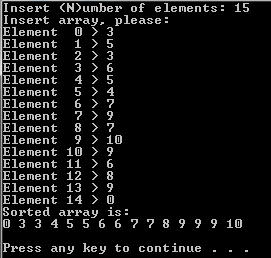 Insert (N)umber of elements: 15
Insert array, please:
Element  0 > 3
Element  1 > 5
Element  2 > 3
Element  3 > 6
Element  4 > 5
Element  5 > 4
Element  6 > 7
Element  7 > 9
Element  8 > 7
Element  9 > 10
Element 10 > 9
Element 11 > 6
Element 12 > 8
Element 13 > 9
Element 14 > 0
Sorted array is:
0 3 3 4 5 5 6 6 7 7 8 9 9 9 10
Press any key to continue . . .